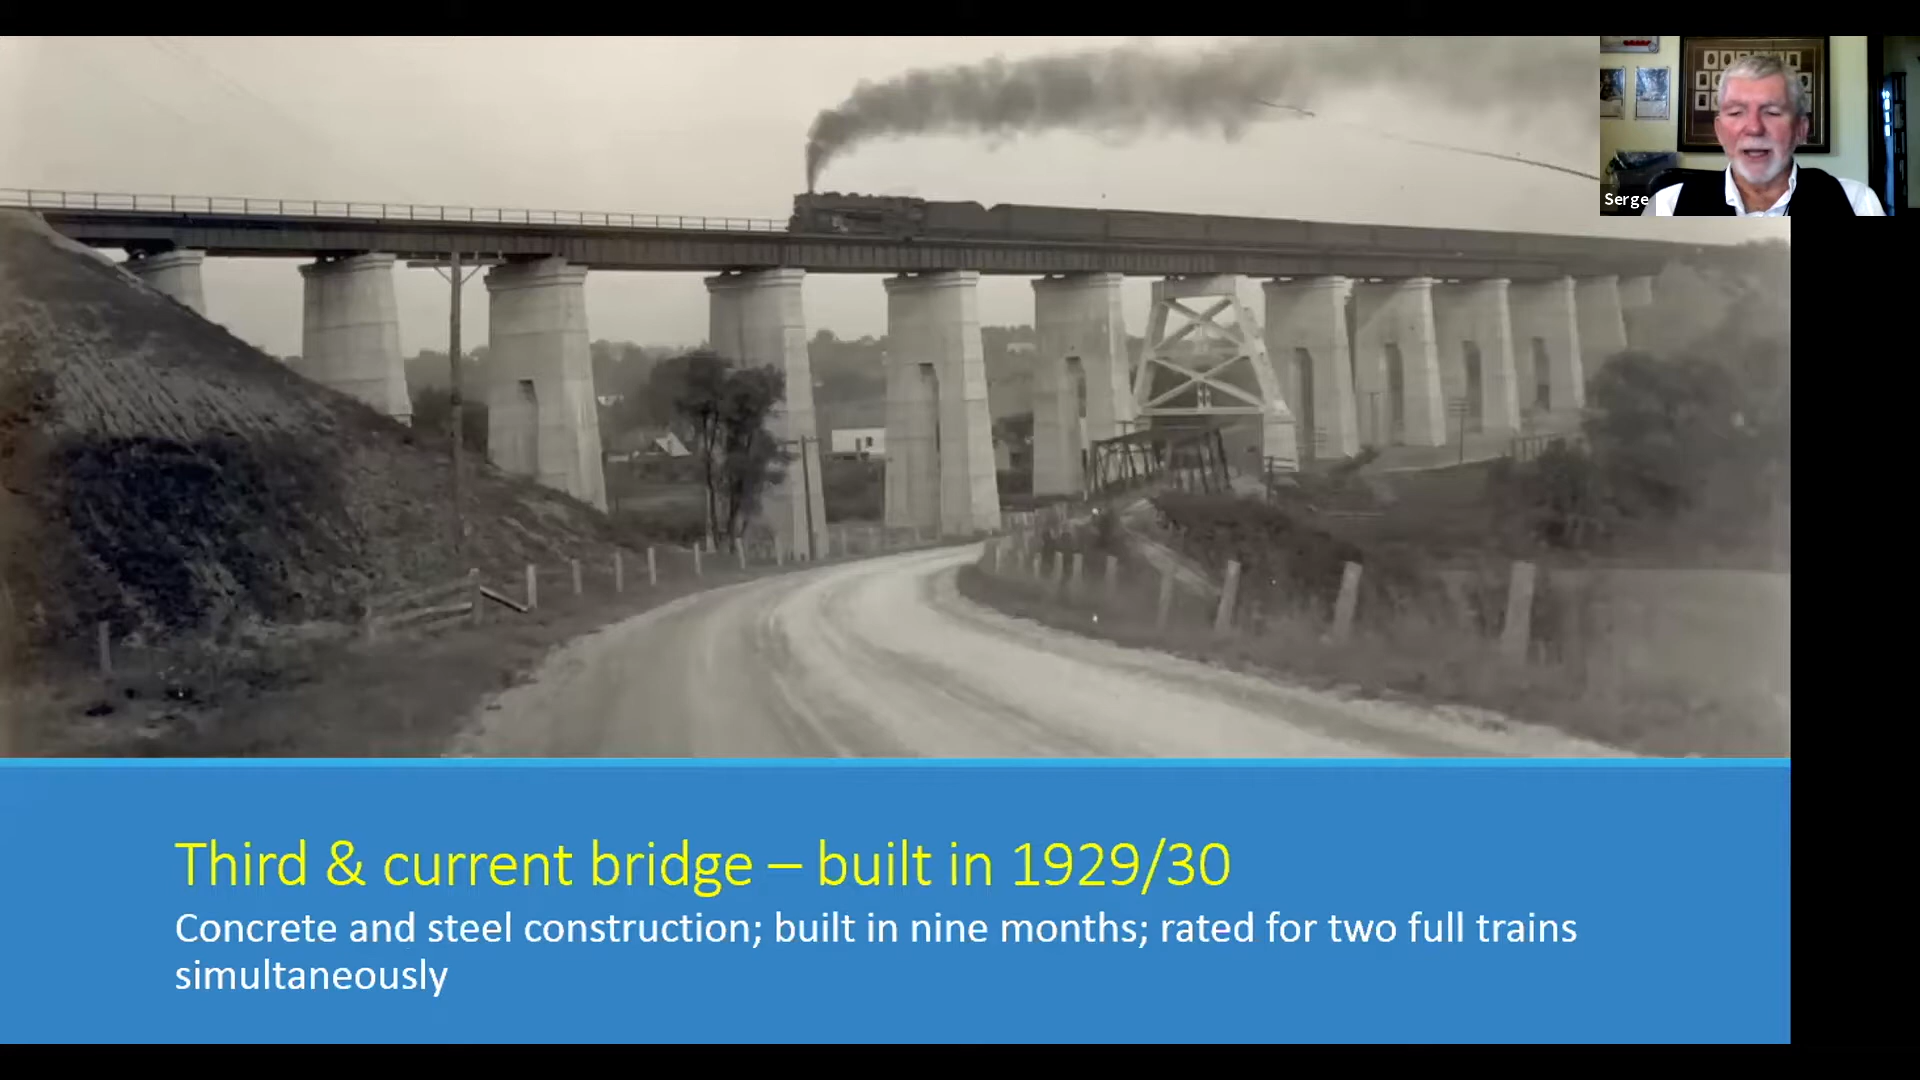 Serge
Third & current bridge – built in 1929/30
Concrete and steel construction; built in nine months; rated for two full trains
simultaneously